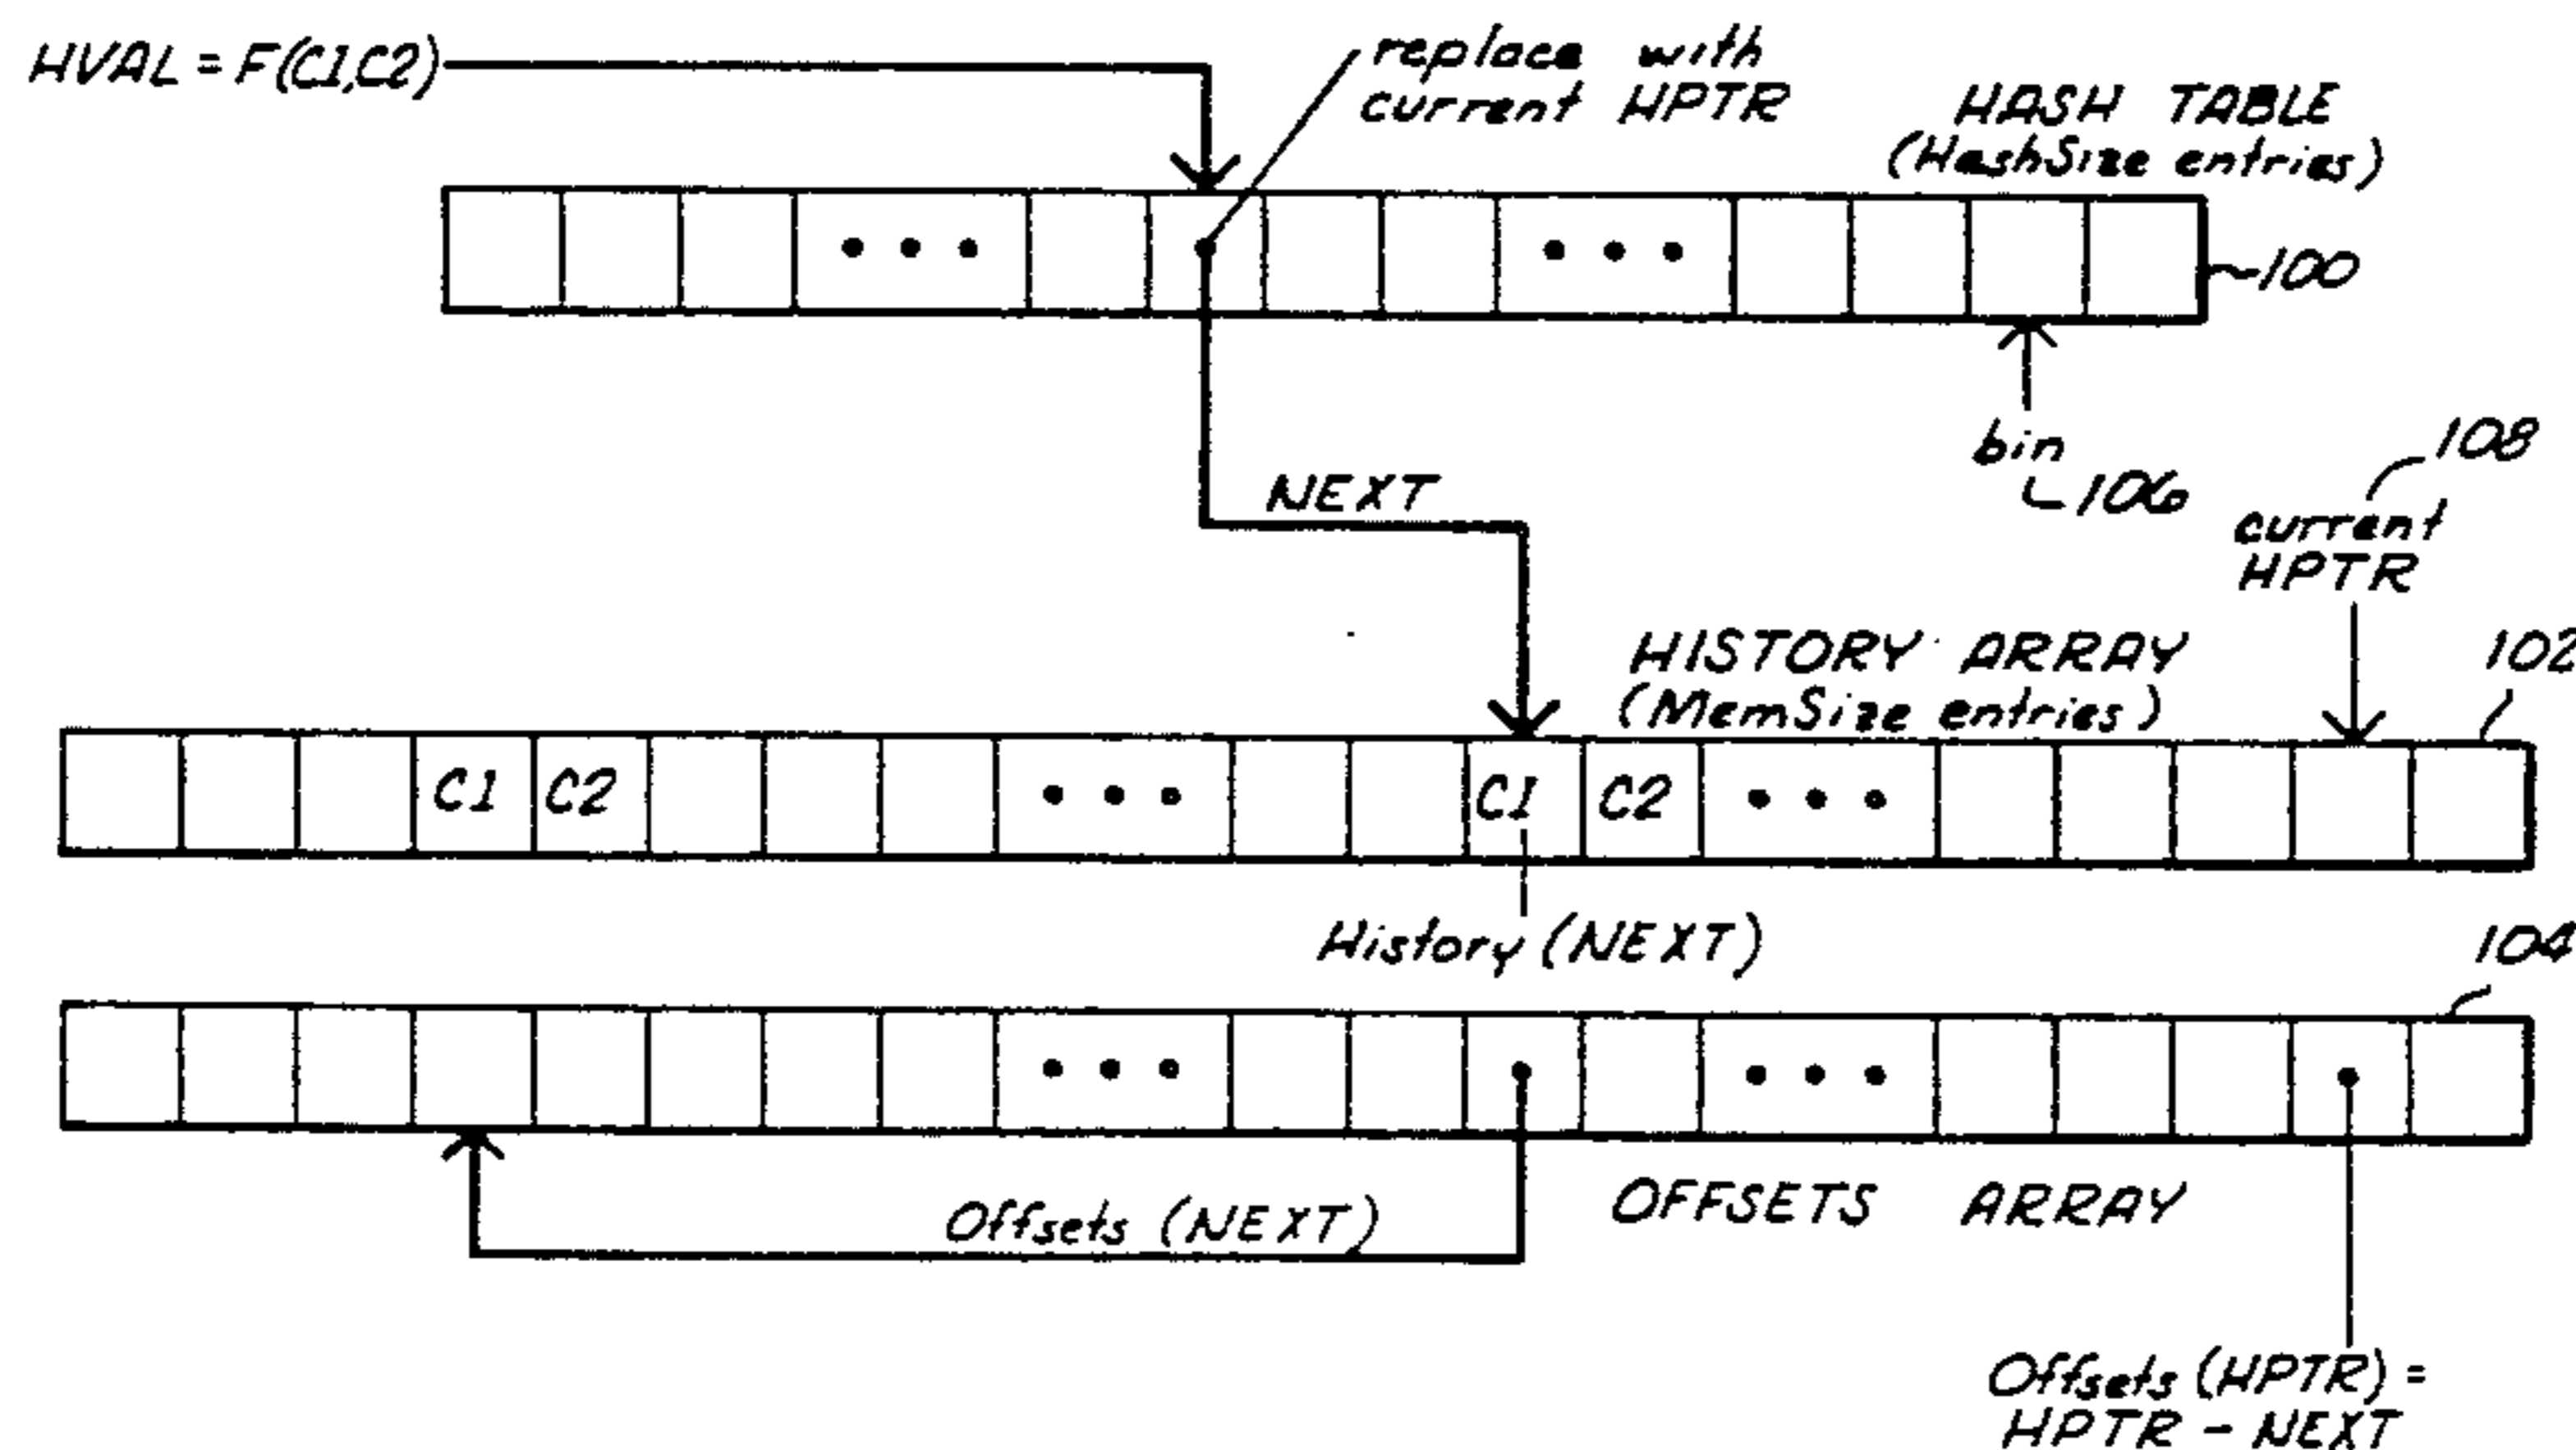 HVAL = F(C1,C2)
replace with
current HPTR
HASH TABLE
(HashSize entries)
• • •
• • •
100
bin
106
NEXT
108
current
HPTR
HISTORY ARRAY
(MemSize entries)
102
C1 C2 • • • C1 C2 • • •
History (NEXT)
104
• • •
• • •
Offsets (NEXT)
OFFSETS ARRAY
Offsets (HPTR) =
HPTR - NEXT